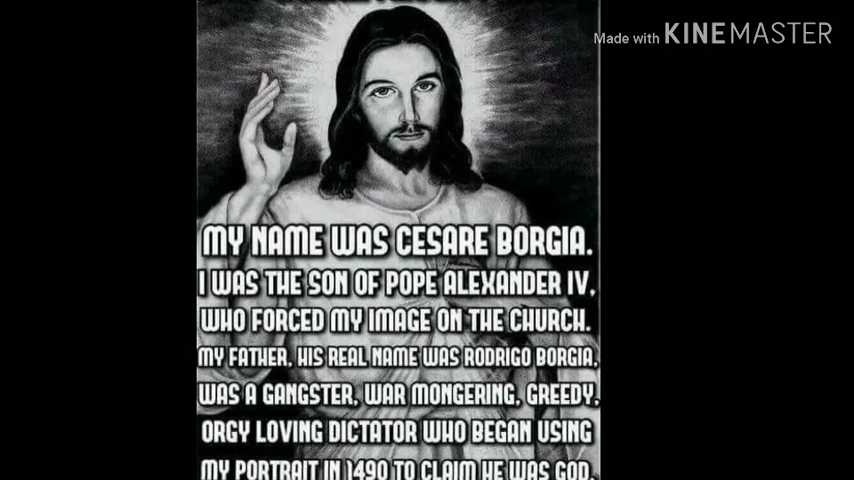 Made with KINEMASTER
MY NAME WAS CESARE BORGIA.
I WAS THE SON OF POPE ALEXANDER IV,
WHO FORCED MY IMAGE ON THE CHURCH.
MY FATHER, HIS REAL NAME WAS RODRIGO BORGIA,
WAS A GANGSTER, WAR MONGERING, GREEDY,
ORGY LOVING DICTATOR WHO BEGAN USING
MY PORTRAIT IN 1490 TO CLAIM HE WAS GOD.